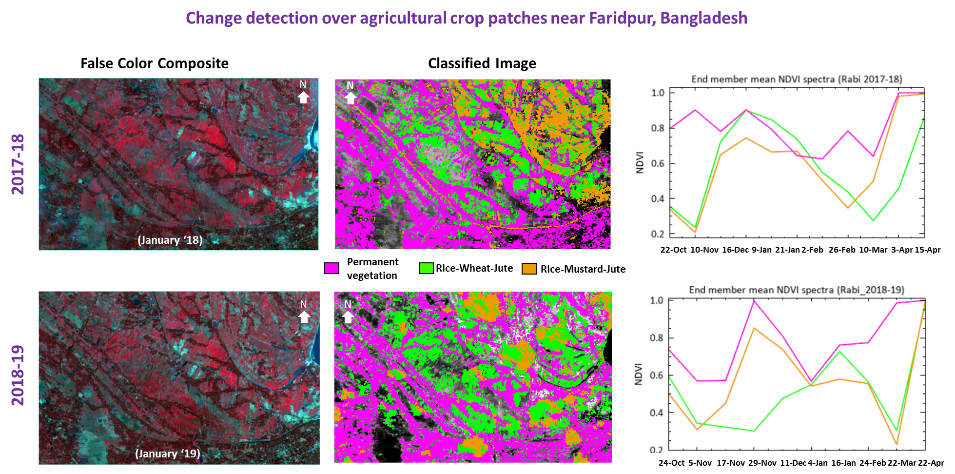 Change detection over agricultural crop patches near Faridpur, Bangladesh
False Color Composite
Classified Image
2017-18
N
(January ‘18)
N
End member mean NDVI spectra (Rabi 2017-18)
NDVI
1.0
0.8
0.6
0.4
0.2
22-Oct 10-Nov 16-Dec 9-Jan 21-Jan 2-Feb 26-Feb 10-Mar 3-Apr 15-Apr
Permanent
vegetation
RIce-Wheat-Jute
RIce-Mustard-Jute
2018-19
N
(January ‘19)
N
End member mean NDVI spectra (Rabi_2018-19)
NDVI
1.0
0.8
0.6
0.4
0.2
24-Oct 5-Nov 17-Nov 29-Nov 11-Dec 4-Jan 16-Jan 24-Feb 22-Mar 22-Apr